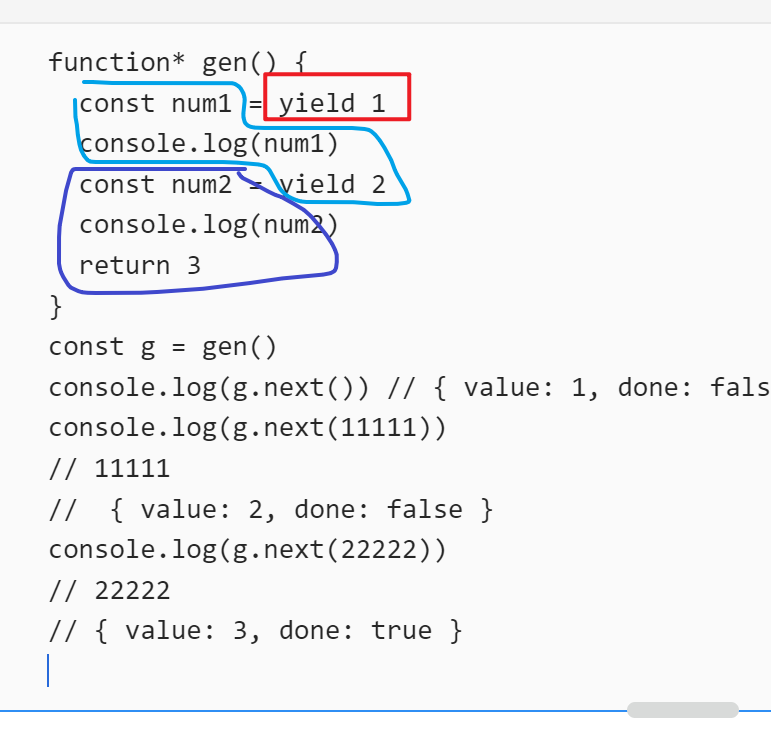 function* gen() {
const num1 = yield 1
console.log(num1)
const num2 = yield 2
console.log(num2)
return 3
}
const g = gen()
console.log(g.next()) // { value: 1, done: fals
console.log(g.next(11111))
// 11111
//  { value: 2, done: false }
console.log(g.next(22222))
// 22222
// { value: 3, done: true }